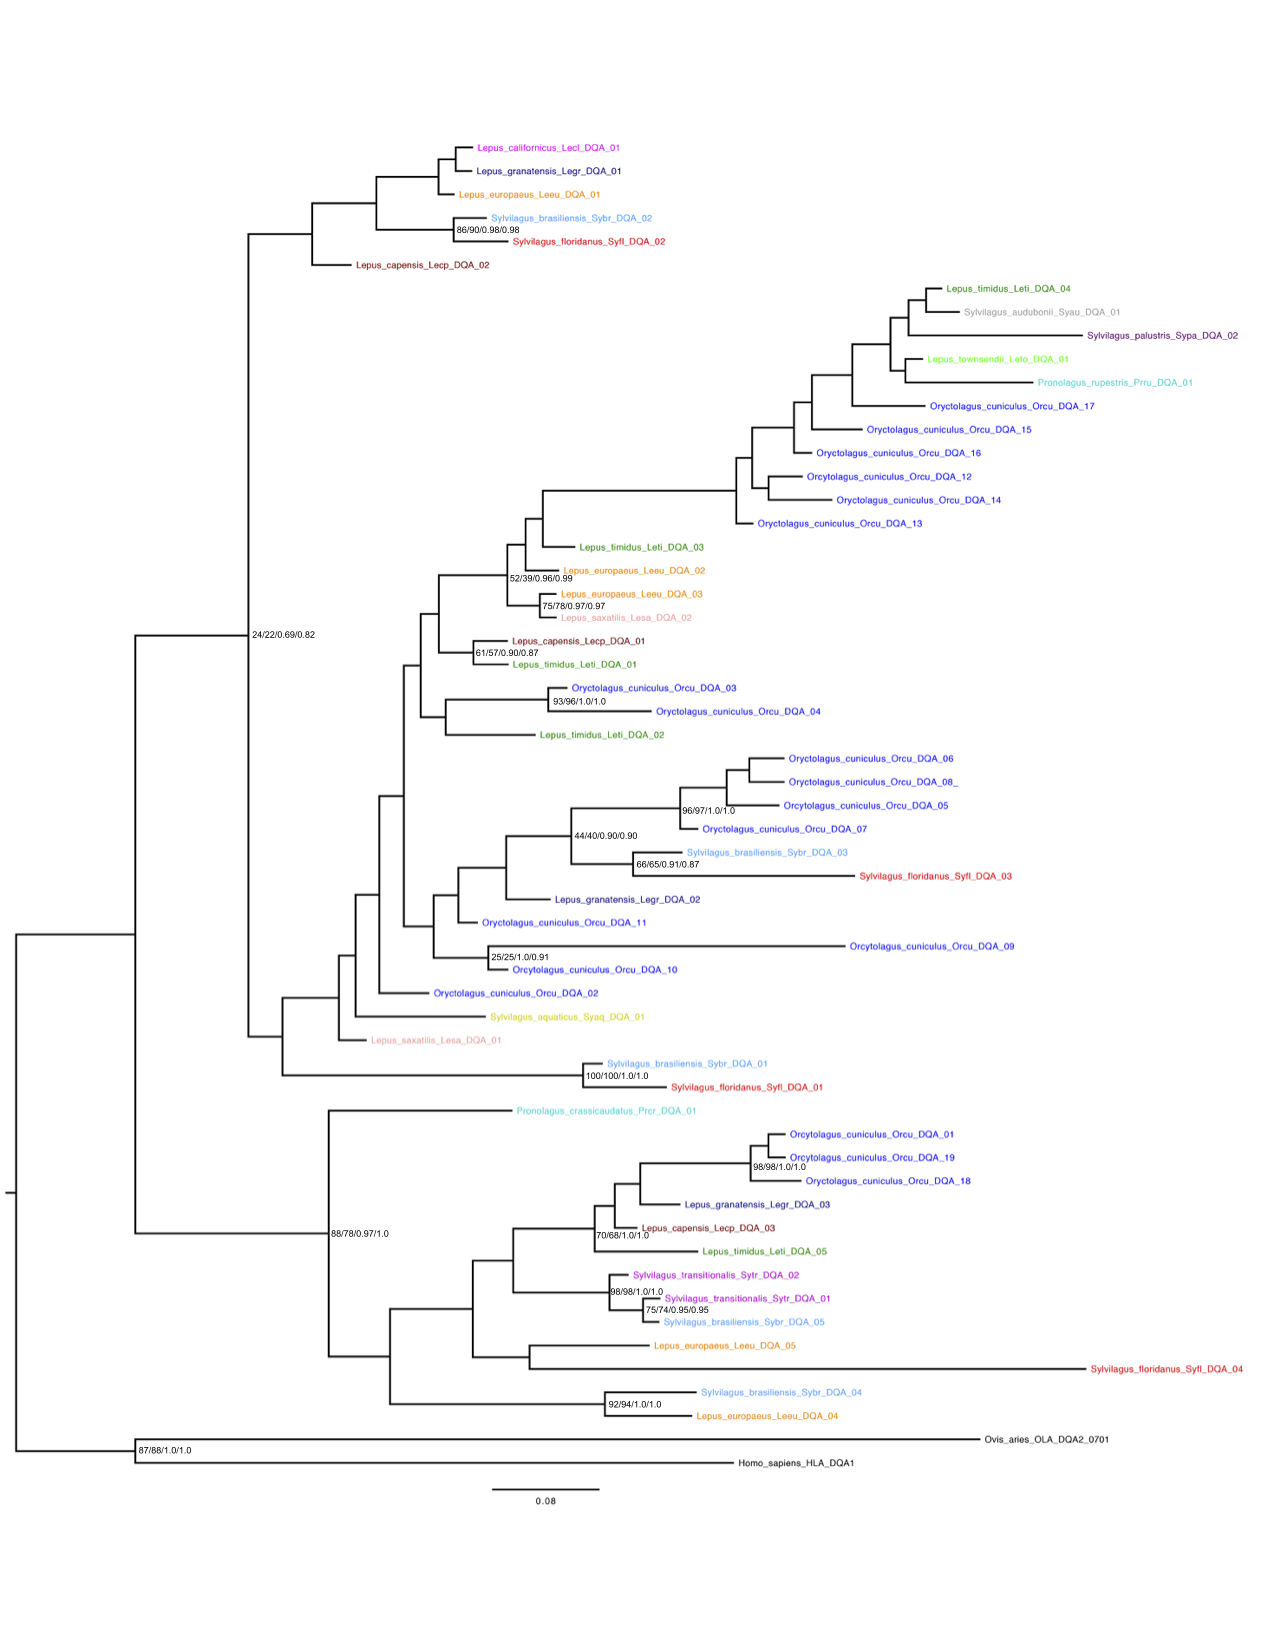 Lepus_californicus_Lecl_DQA_01
Lepus_granatensis_Legr_DQA_01
Lepus_europaeus_Leeu_DQA_01
Sylvilagus_brasiliensis_Sybr_DQA_02
86/90/0.98/0.98
Sylvilagus_floridanus_Syfl_DQA_02
Lepus_capensis_Lecp_DQA_02
Lepus_timidus_Leti_DQA_04
Sylvilagus_audubonii_Syau_DQA_01
Sylvilagus_palustris_Sypa_DQA_02
Lepus_townsendii_Leto_DQA_01
Pronolagus_rupestris_Prru_DQA_01
Oryctolagus_cuniculus_Orcu_DQA_17
Oryctolagus_cuniculus_Orcu_DQA_15
Oryctolagus_cuniculus_Orcu_DQA_16
Orcytolagus_cuniculus_Orcu_DQA_12
Oryctolagus_cuniculus_Orcu_DQA_14
Oryctolagus_cuniculus_Orcu_DQA_13
Lepus_timidus_Leti_DQA_03
Lepus_europaeus_Leeu_DQA_02
52/39/0.96/0.99
Lepus_europaeus_Leeu_DQA_03
75/78/0.97/0.97
Lepus_saxatilis_Lesa_DQA_02
24/22/0.69/0.82
Lepus_capensis_Lecp_DQA_01
61/57/0.90/0.87
Lepus_timidus_Leti_DQA_01
Oryctolagus_cuniculus_Orcu_DQA_03
93/96/1.0/1.0
Oryctolagus_cuniculus_Orcu_DQA_04
Lepus_timidus_Leti_DQA_02
Oryctolagus_cuniculus_Orcu_DQA_06
Oryctolagus_cuniculus_Orcu_DQA_08_
Orcytolagus_cuniculus_Orcu_DQA_05
96/97/1.0/1.0
Oryctolagus_cuniculus_Orcu_DQA_07
44/40/0.90/0.90
Sylvilagus_brasiliensis_Sybr_DQA_03
66/65/0.91/0.87
Sylvilagus_floridanus_Syfl_DQA_03
Lepus_granatensis_Legr_DQA_02
Oryctolagus_cuniculus_Orcu_DQA_11
Orcytolagus_cuniculus_Orcu_DQA_09
25/25/1.0/0.91
Orcytolagus_cuniculus_Orcu_DQA_10
Oryctolagus_cuniculus_Orcu_DQA_02
Sylvilagus_aquaticus_Syaq_DQA_01
Lepus_saxatilis_Lesa_DQA_01
Sylvilagus_brasiliensis_Sybr_DQA_01
100/100/1.0/1.0
Sylvilagus_floridanus_Syfl_DQA_01
Pronolagus_crassicaudatus_Prcr_DQA_01
Orcytolagus_cuniculus_Orcu_DQA_01
Orcytolagus_cuniculus_Orcu_DQA_19
98/98/1.0/1.0
Oryctolagus_cuniculus_Orcu_DQA_18
Lepus_granatensis_Legr_DQA_03
Lepus_capensis_Lecp_DQA_03
88/78/0.97/1.0
70/68/1.0/1.0
Lepus_timidus_Leti_DQA_05
Sylvilagus_transitionalis_Sytr_DQA_02
98/98/1.0/1.0
Sylvilagus_transitionalis_Sytr_DQA_01
75/74/0.95/0.95
Sylvilagus_brasiliensis_Sybr_DQA_05
Lepus_europaeus_Leeu_DQA_05
Sylvilagus_floridanus_Syfl_DQA_04
Sylvilagus_brasiliensis_Sybr_DQA_04
92/94/1.0/1.0
Lepus_europaeus_Leeu_DQA_04
Ovis_aries_OLA_DQA2_0701
87/88/1.0/1.0
Homo_sapiens_HLA_DQA1
0.08